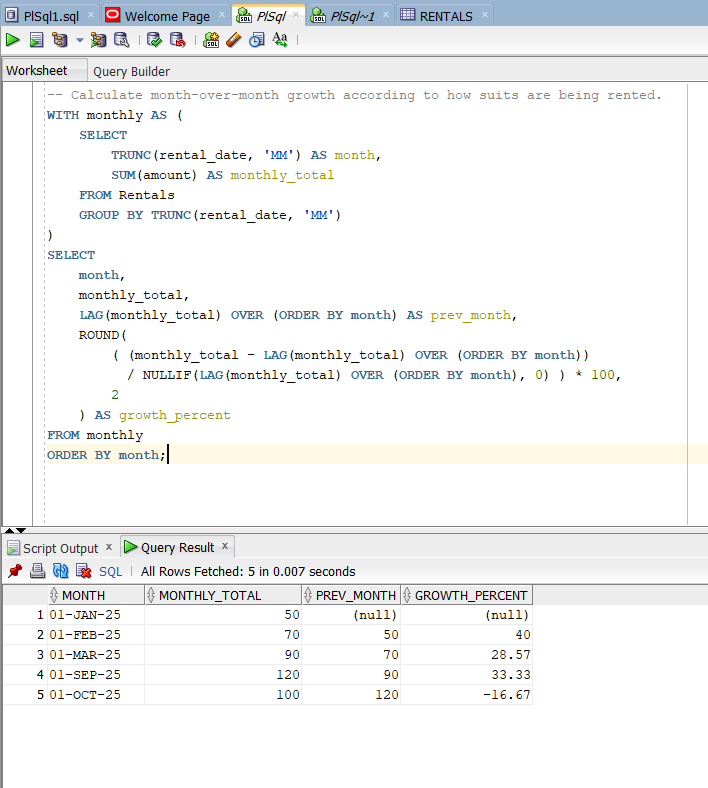 PlSql1.sql × Welcome Page × PlSql × PlSql~1 × RENTALS ×
Worksheet Query Builder
-- Calculate month-over-month growth according to how suits are being rented.
WITH monthly AS (
    SELECT
        TRUNC(rental_date, 'MM') AS month,
        SUM(amount) AS monthly_total
    FROM Rentals
    GROUP BY TRUNC(rental_date, 'MM')
)
SELECT
    month,
    monthly_total,
    LAG(monthly_total) OVER (ORDER BY month) AS prev_month,
    ROUND(
        ( (monthly_total - LAG(monthly_total) OVER (ORDER BY month))
          / NULLIF(LAG(monthly_total) OVER (ORDER BY month), 0) ) * 100,
        2
    ) AS growth_percent
FROM monthly
ORDER BY month;
Script Output × Query Result ×
SQL | All Rows Fetched: 5 in 0.007 seconds
MONTH MONTHLY_TOTAL PREV_MONTH GROWTH_PERCENT
1 01-JAN-25 50 (null) (null)
2 01-FEB-25 70 50 40
3 01-MAR-25 90 70 28.57
4 01-SEP-25 120 90 33.33
5 01-OCT-25 100 120 -16.67